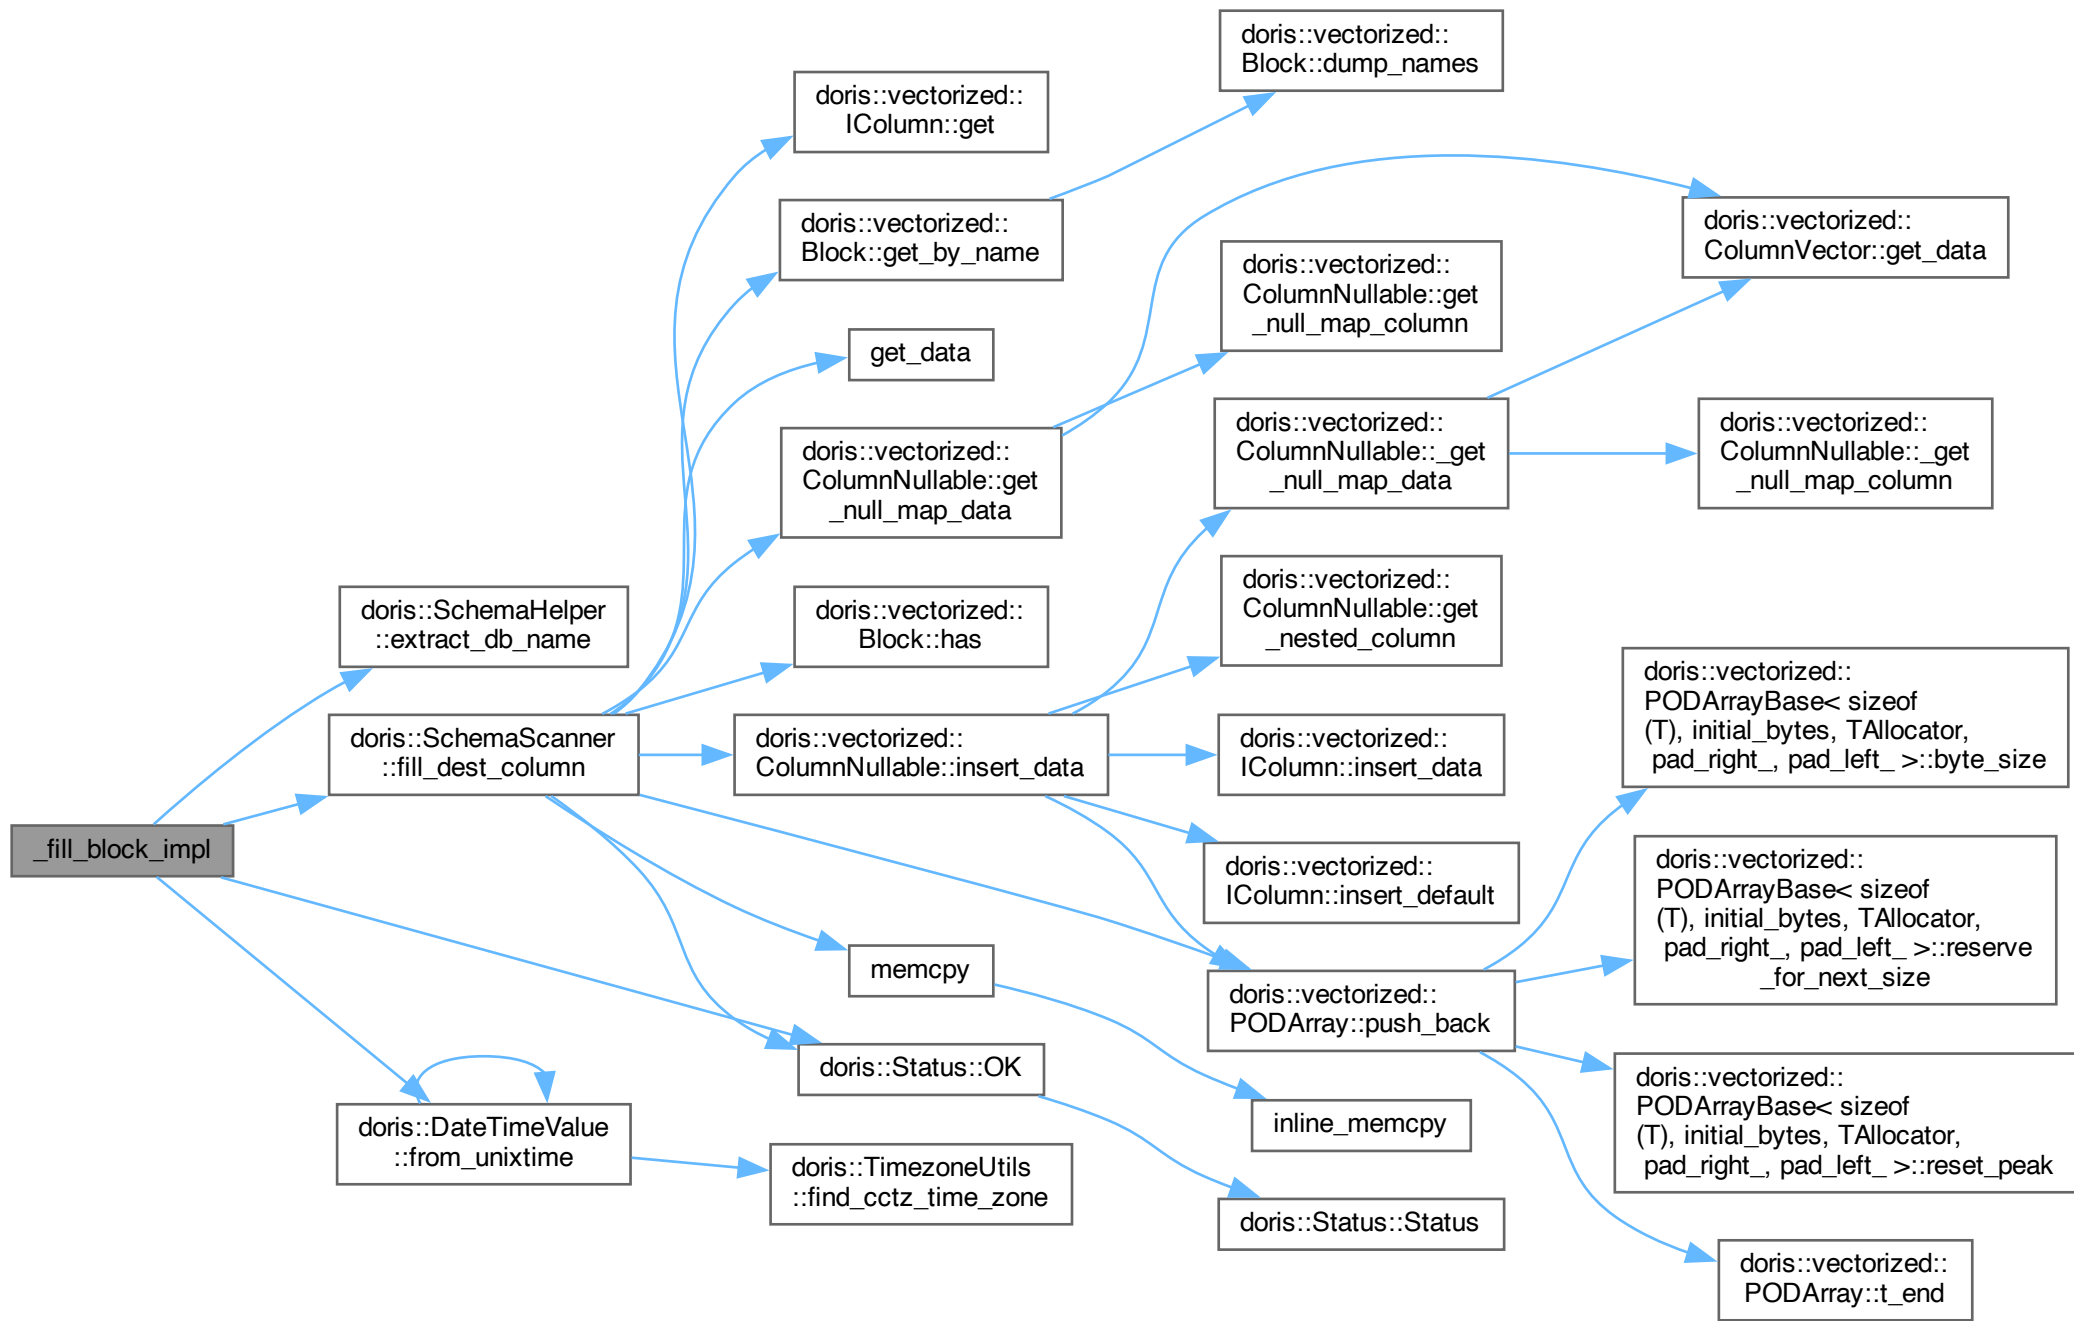 _fill_block_impl
doris::SchemaHelper
::extract_db_name
doris::SchemaScanner
::fill_dest_column
doris::DateTimeValue
::from_unixtime
doris::vectorized::
IColumn::get
doris::vectorized::
Block::get_by_name
get_data
doris::vectorized::
ColumnNullable::get
_null_map_data
doris::vectorized::
Block::has
doris::vectorized::
ColumnNullable::insert_data
memcpy
doris::Status::OK
doris::TimezoneUtils
::find_cctz_time_zone
doris::vectorized::
Block::dump_names
doris::vectorized::
ColumnNullable::get
_null_map_column
doris::vectorized::
ColumnNullable::_get
_null_map_data
doris::vectorized::
ColumnNullable::get
_nested_column
doris::vectorized::
IColumn::insert_data
doris::vectorized::
IColumn::insert_default
doris::vectorized::
PODArray::push_back
inline_memcpy
doris::Status::Status
doris::vectorized::
ColumnVector::get_data
doris::vectorized::
ColumnNullable::_get
_null_map_column
doris::vectorized::
PODArrayBase< sizeof
(T), initial_bytes, TAllocator,
pad_right_, pad_left_ >::byte_size
doris::vectorized::
PODArrayBase< sizeof
(T), initial_bytes, TAllocator,
pad_right_, pad_left_ >::reserve
_for_next_size
doris::vectorized::
PODArrayBase< sizeof
(T), initial_bytes, TAllocator,
pad_right_, pad_left_ >::reset_peak
doris::vectorized::
PODArray::t_end